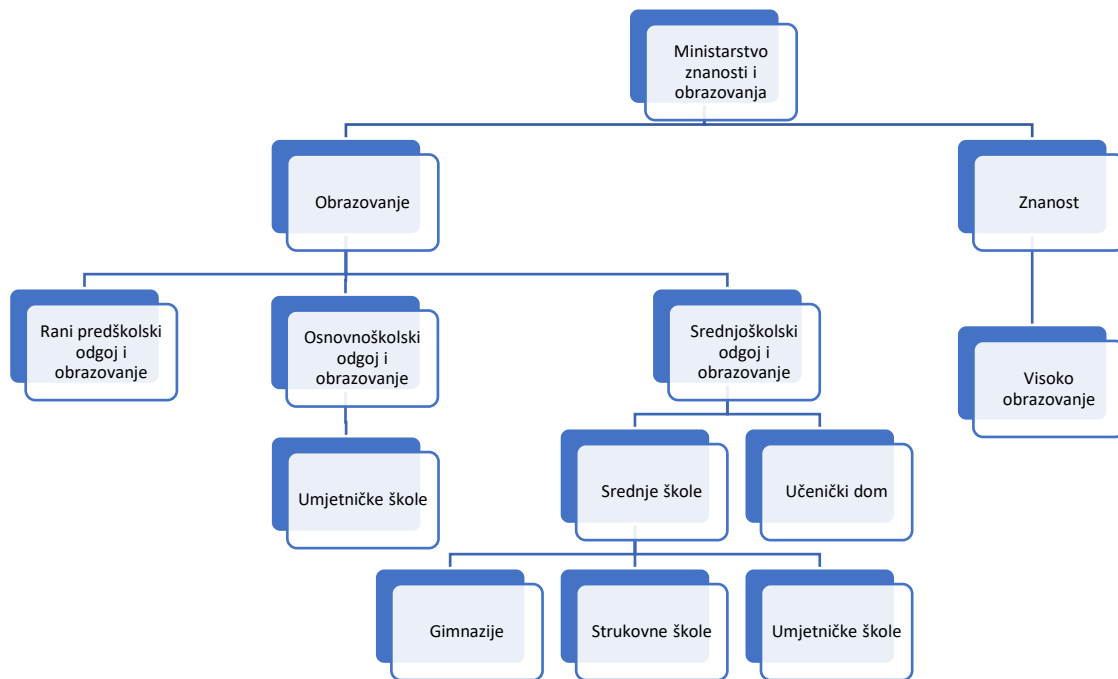 Ministarstvo
znanosti i
obrazovanja
Obrazovanje
Znanost
Rani predškolski
odgoj i
obrazovanje
Osnovnoškolski
odgoj i
obrazovanje
Srednjoškolski
odgoj i
obrazovanje
Visoko
obrazovanje
Umjetničke škole
Srednje škole
Učenički dom
Gimnazije
Strukovne škole
Umjetničke škole